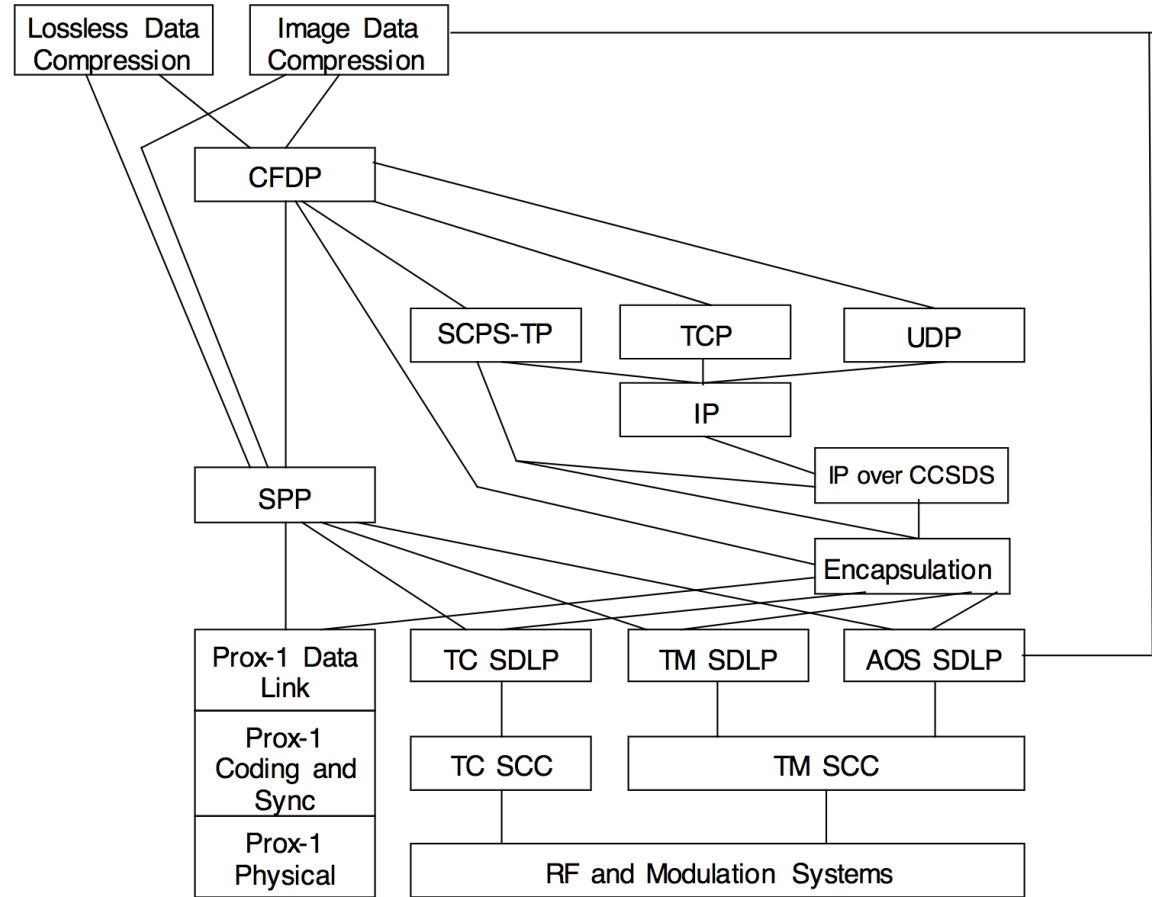 Lossless Data
Compression
Image Data
Compression
CFDP
SCPS-TP
TCP
UDP
IP
IP over CCSDS
SPP
Encapsulation
Prox-1 Data
Link
TC SDLP
TM SDLP
AOS SDLP
Prox-1
Coding and
Sync
TC SCC
TM SCC
Prox-1
Physical
RF and Modulation Systems